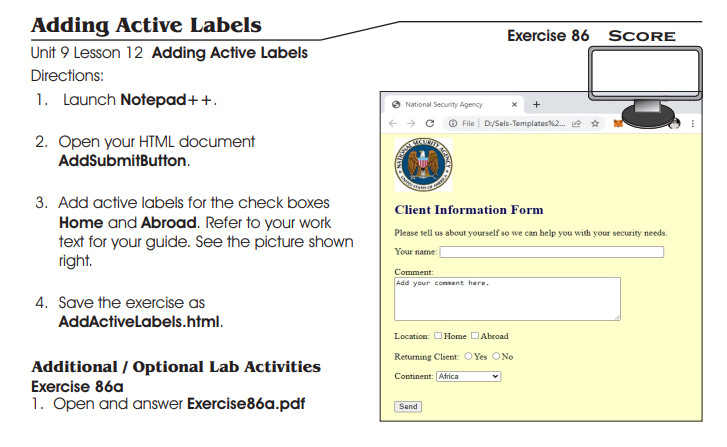 Adding Active Labels
Exercise 86 SCORE
Unit 9 Lesson 12 Adding Active Labels
Directions:
1. Launch Notepad++.
2. Open your HTML document
AddSubmitButton.
3. Add active labels for the check boxes
Home and Abroad. Refer to your work
text for your guide. See the picture shown
right.
4. Save the exercise as
AddActiveLabels.html.
Additional / Optional Lab Activities
Exercise 86a
1. Open and answer Exercise86a.pdf
National Security Agency
File | D:/Sels-Templates%2...
NATIONAL SECURITY AGENCY
UNITED STATES OF AMERICA
Client Information Form
Please tell us about yourself so we can help you with your security needs.
Your name:
Comment:
Add your comment here.
Location: Home Abroad
Returning Client: Yes No
Continent: Africa
Send